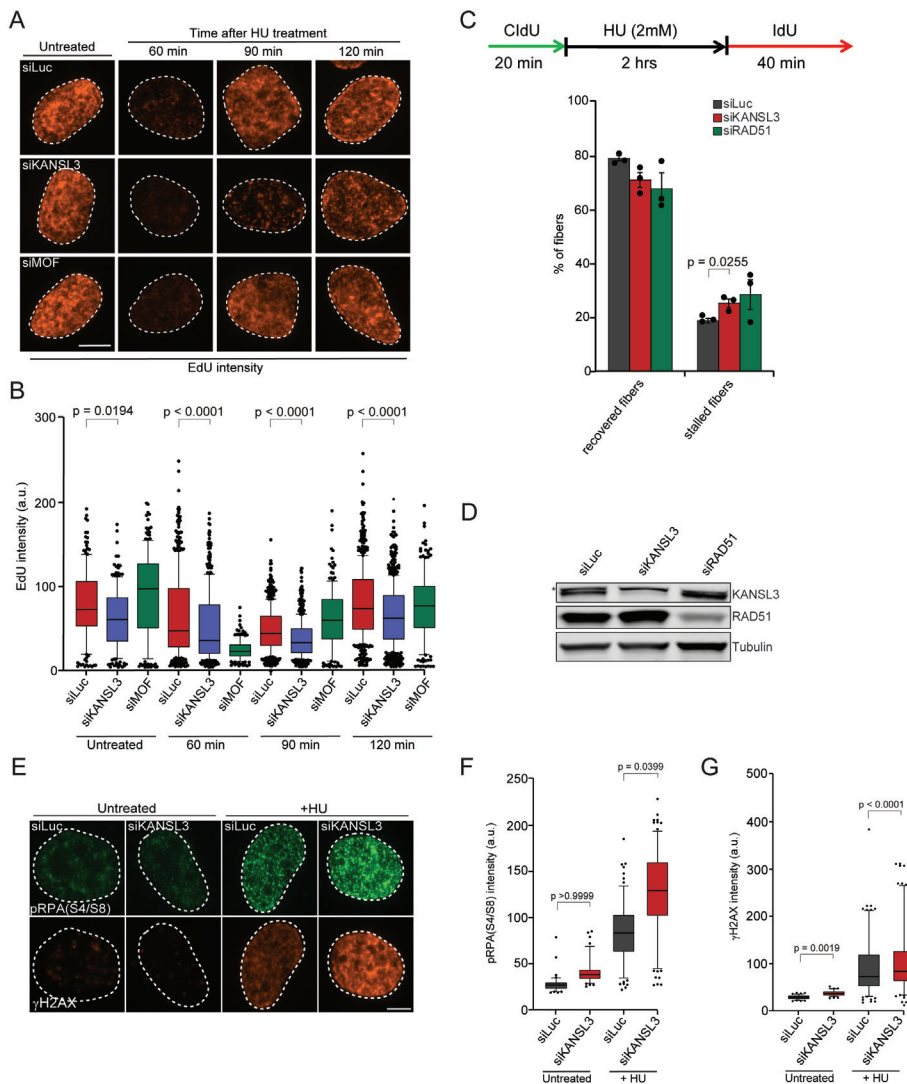 A
Untreated
Time after HU treatment
60 min 90 min 120 min
siLuc
siKANSL3
siMOF
EdU intensity
B
EdU intensity (a.u.)
300
200
100
0
p = 0.0194
p < 0.0001
p < 0.0001
p < 0.0001
siLuc siKANSL3 siMOF siLuc siKANSL3 siMOF siLuc siKANSL3 siMOF siLuc siKANSL3 siMOF
Untreated 60 min 90 min 120 min
C
CldU HU (2mM) IdU
20 min 2 hrs 40 min
siLuc
siKANSL3
siRAD51
% of fibers
100
80
60
40
20
0
p = 0.0255
recovered fibers stalled fibers
D
siLuc siKANSL3 siRAD51
* KANSL3
RAD51
Tubulin
E
Untreated +HU
siLuc siKANSL3 siLuc siKANSL3
pRPA(S4/S8)
γH2AX
F
pRPA(S4/S8) intensity (a.u.)
250
200
150
100
50
0
p >0.9999
p = 0.0399
siLuc siKANSL3 siLuc siKANSL3
Untreated + HU
G
γH2AX intensity (a.u.)
500
400
300
200
100
0
p = 0.0019
p < 0.0001
siLuc siKANSL3 siLuc siKANSL3
Untreated + HU